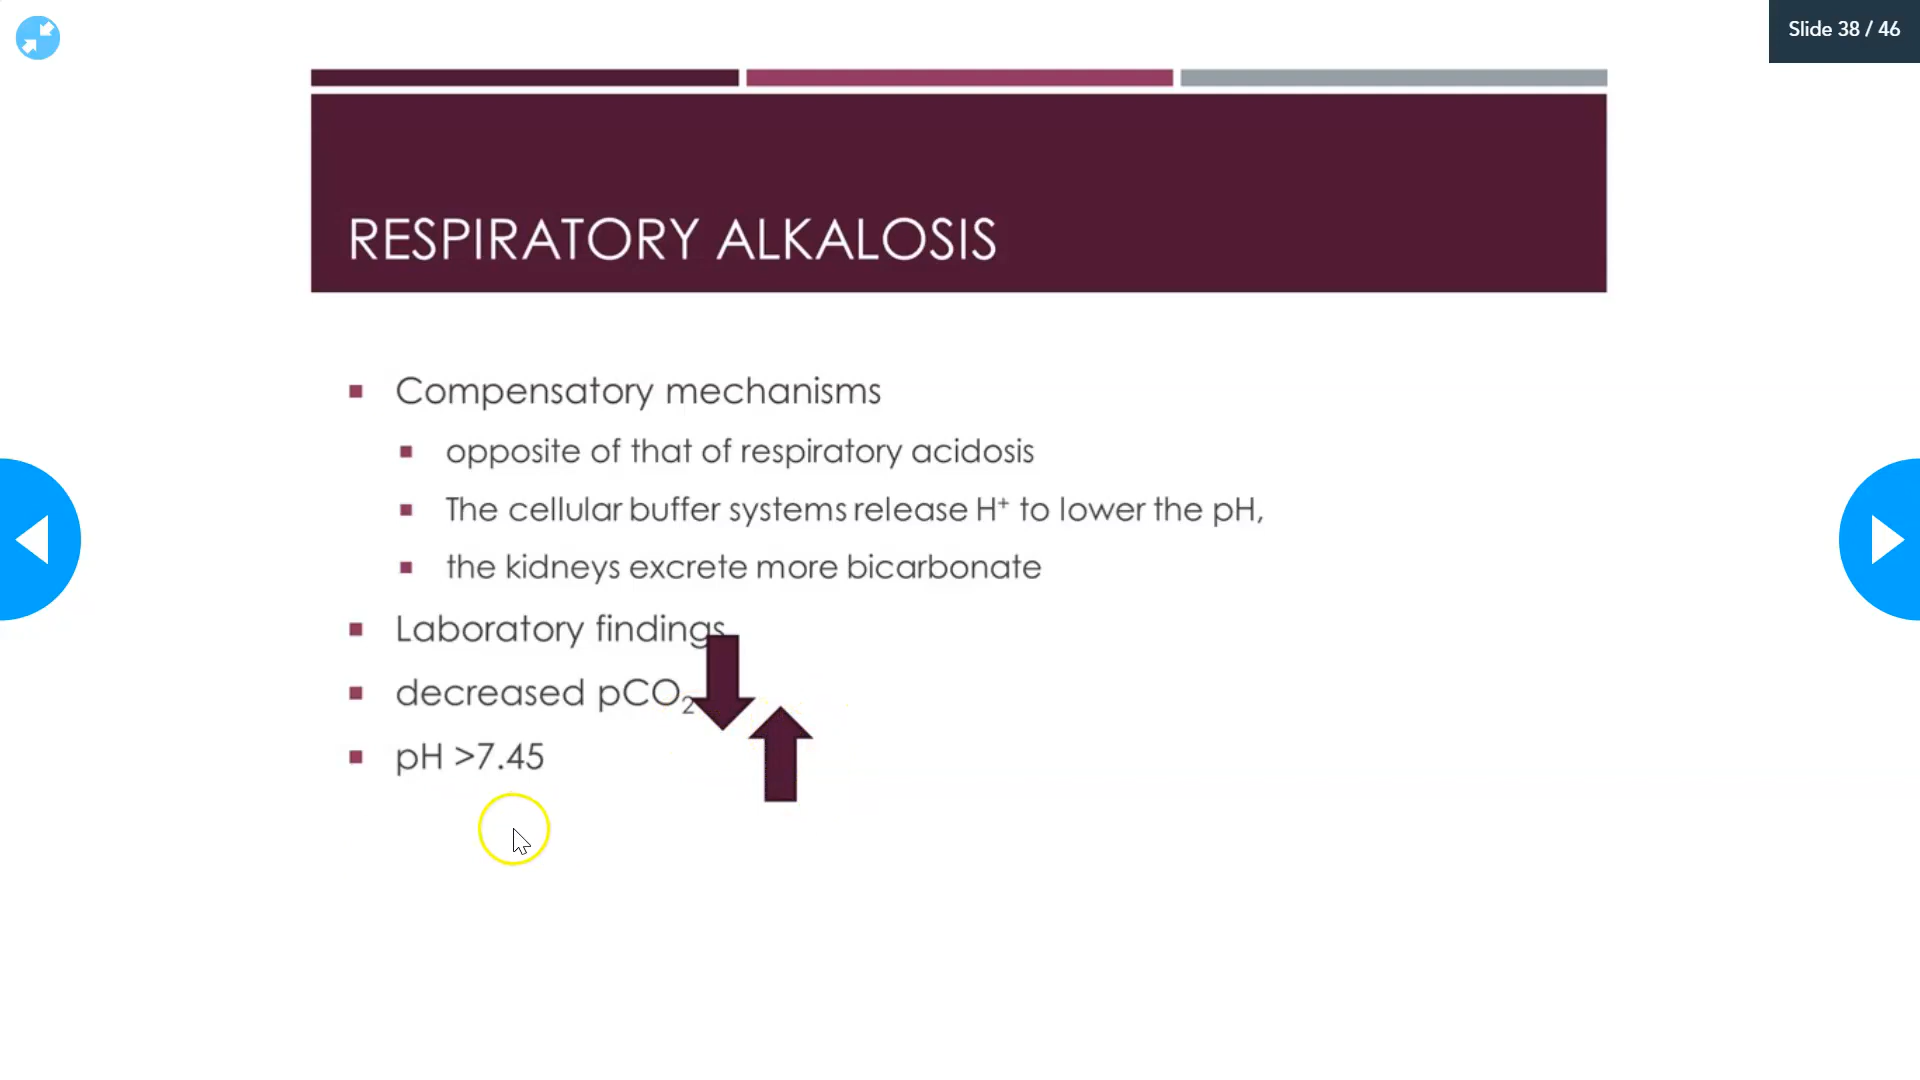 Slide 38 / 46
RESPIRATORY ALKALOSIS
Compensatory mechanisms
opposite of that of respiratory acidosis
The cellular buffer systems release H⁺ to lower the pH,
the kidneys excrete more bicarbonate
Laboratory findings
decreased pCO₂
pH >7.45